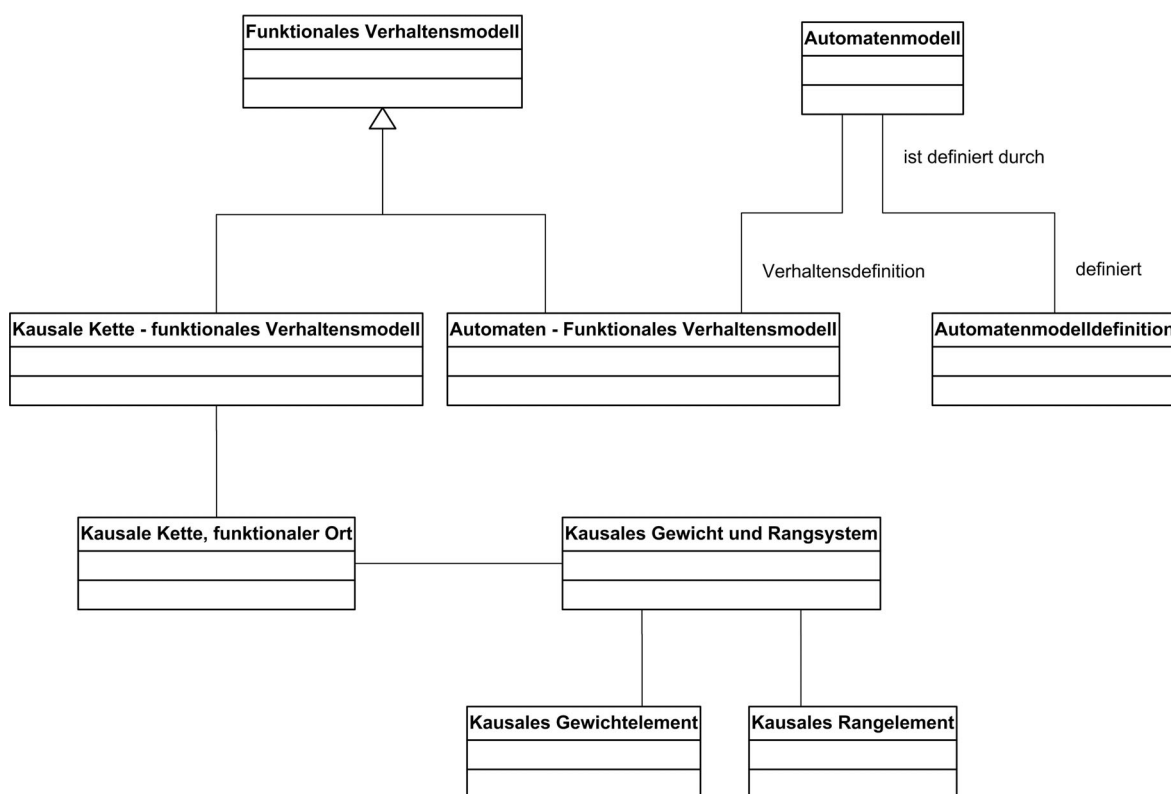 Funktionales Verhaltensmodell
Automatenmodell
ist definiert durch
Verhaltensdefinition
definiert
Kausale Kette - funktionales Verhaltensmodell
Automaten - Funktionales Verhaltensmodell
Automatenmodelldefinition
Kausale Kette, funktionaler Ort
Kausales Gewicht und Rangsystem
Kausales Gewichtelement
Kausales Rangelement